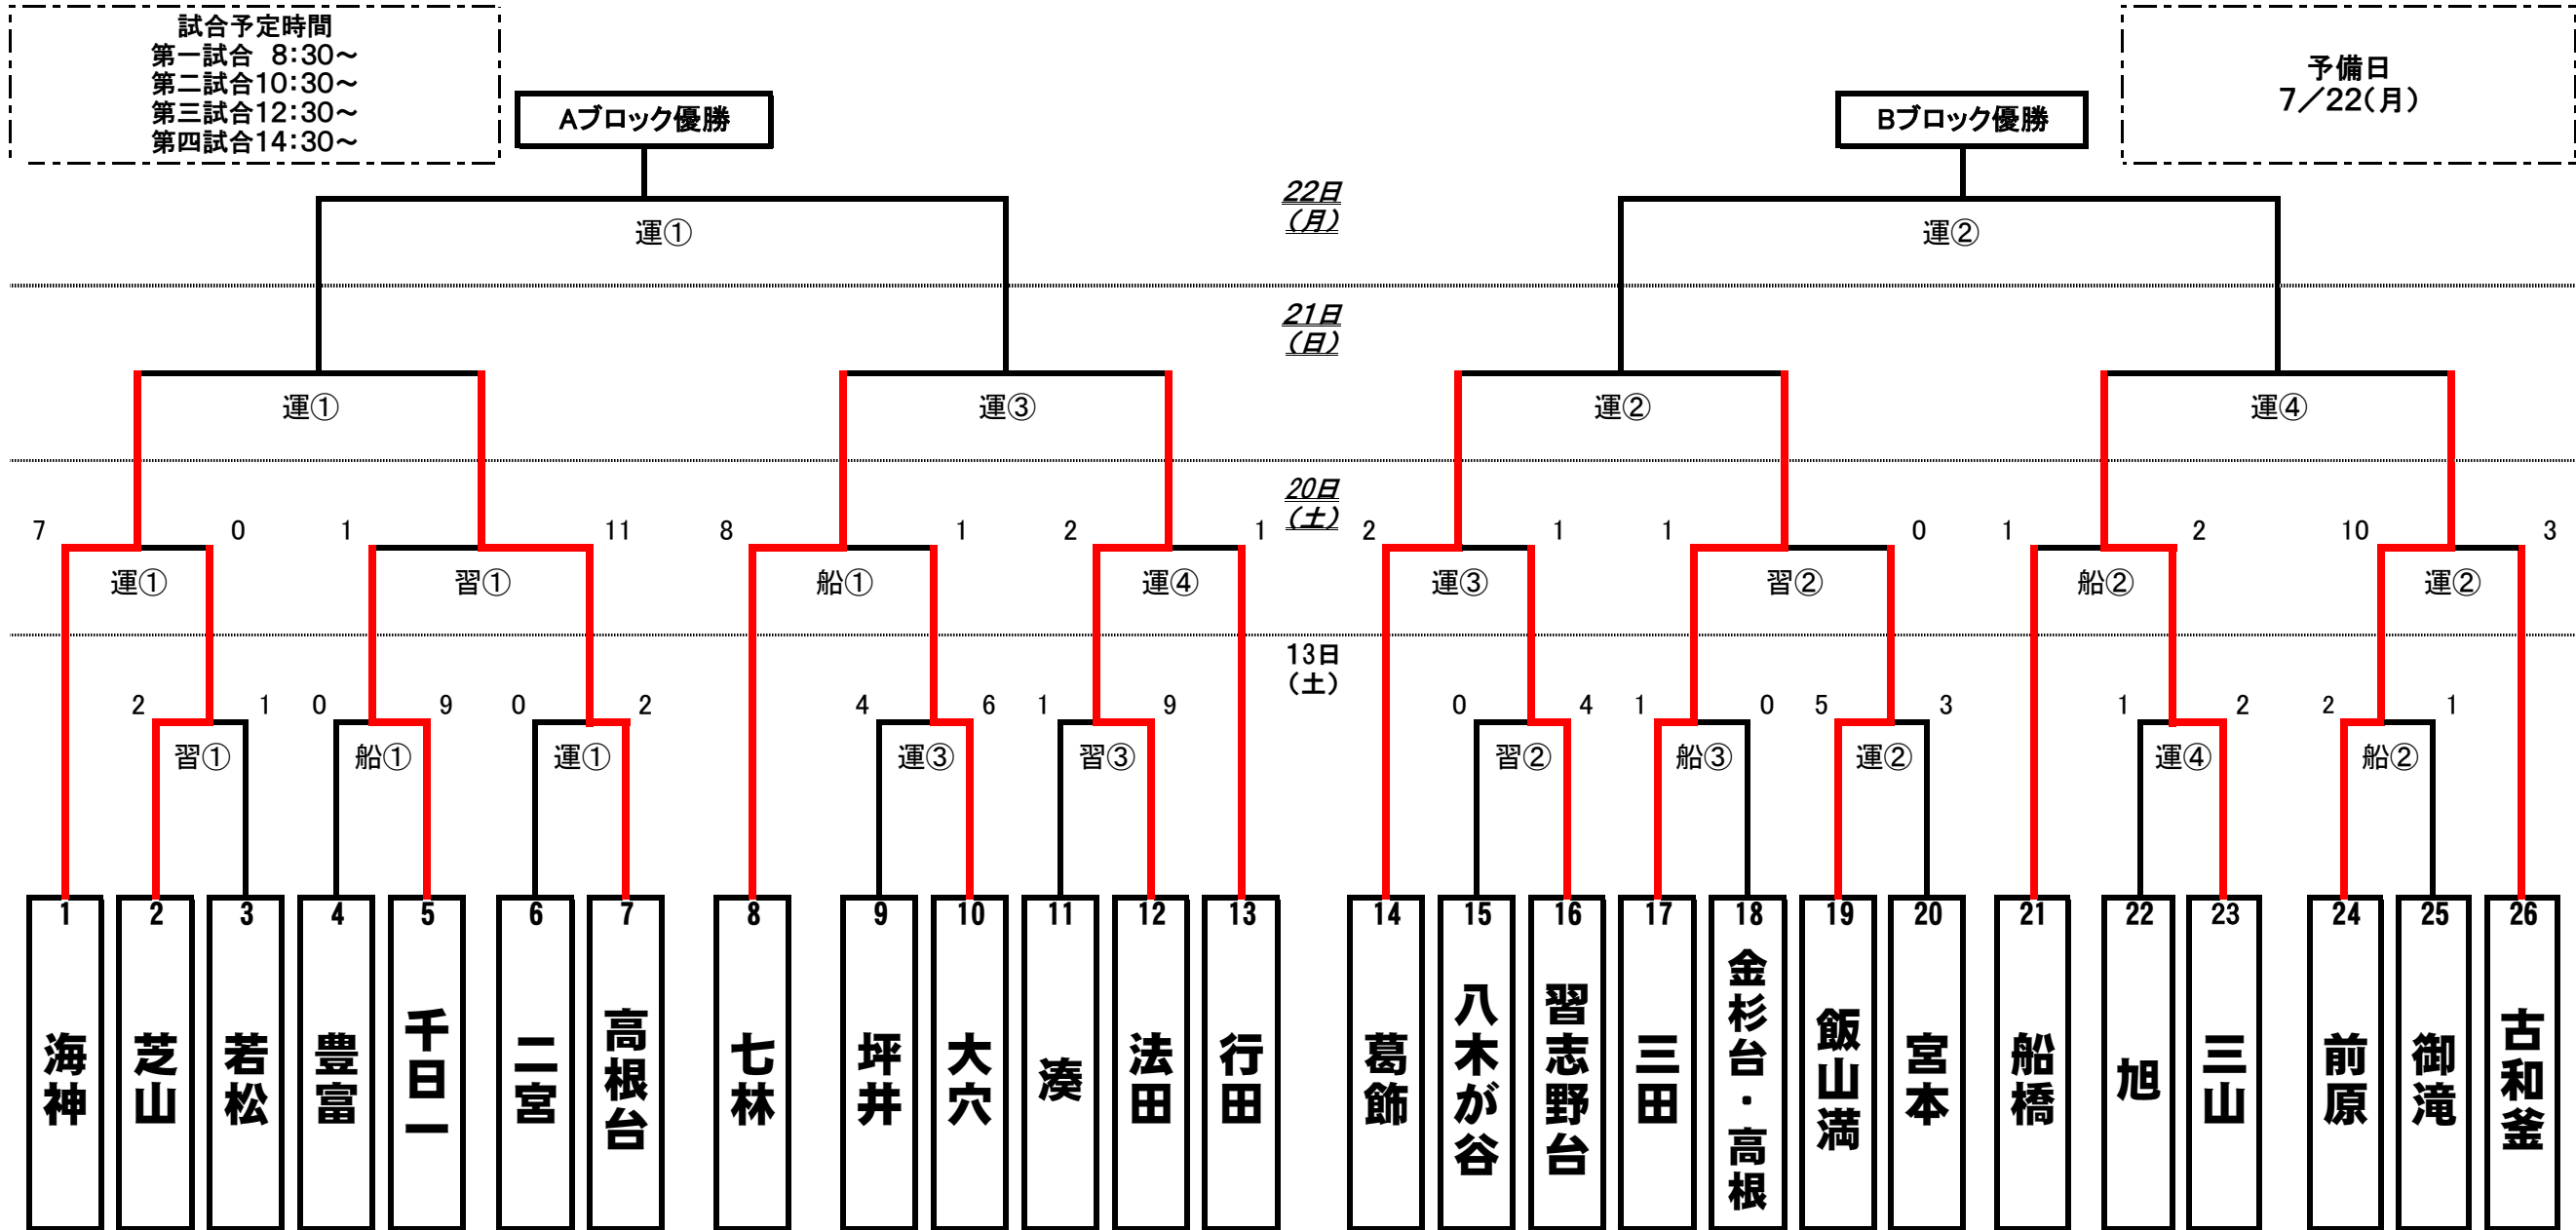 試合予定時間
第一試合 8:30～
第二試合10:30～
第三試合12:30～
第四試合14:30～
予備日
7／22(月)
Aブロック優勝
Bブロック優勝
22日
(月)
運①
運②
21日
(日)
運①
運③
運②
運④
20日
(土)
7 0 1 11 8 1 2 1 2 1 1 0 1 2 10 3
運① 習① 船① 運④ 運③ 習② 船② 運②
13日
(土)
2 1 0 9 0 2 4 6 1 9 0 4 1 0 5 3 1 2 2 1
習① 船① 運① 運③ 習③ 習② 船③ 運② 運④ 船②
1 2 3 4 5 6 7 8 9 10 11 12 13 14 15 16 17 18 19 20 21 22 23 24 25 26
海神
芝山
若松
豊富
千日一
二宮
高根台
七林
坪井
大穴
湊
法田
行田
葛飾
八木が谷
習志野台
三田
金杉台・高根
飯山満
宮本
船橋
旭
三山
前原
御滝
古和釜